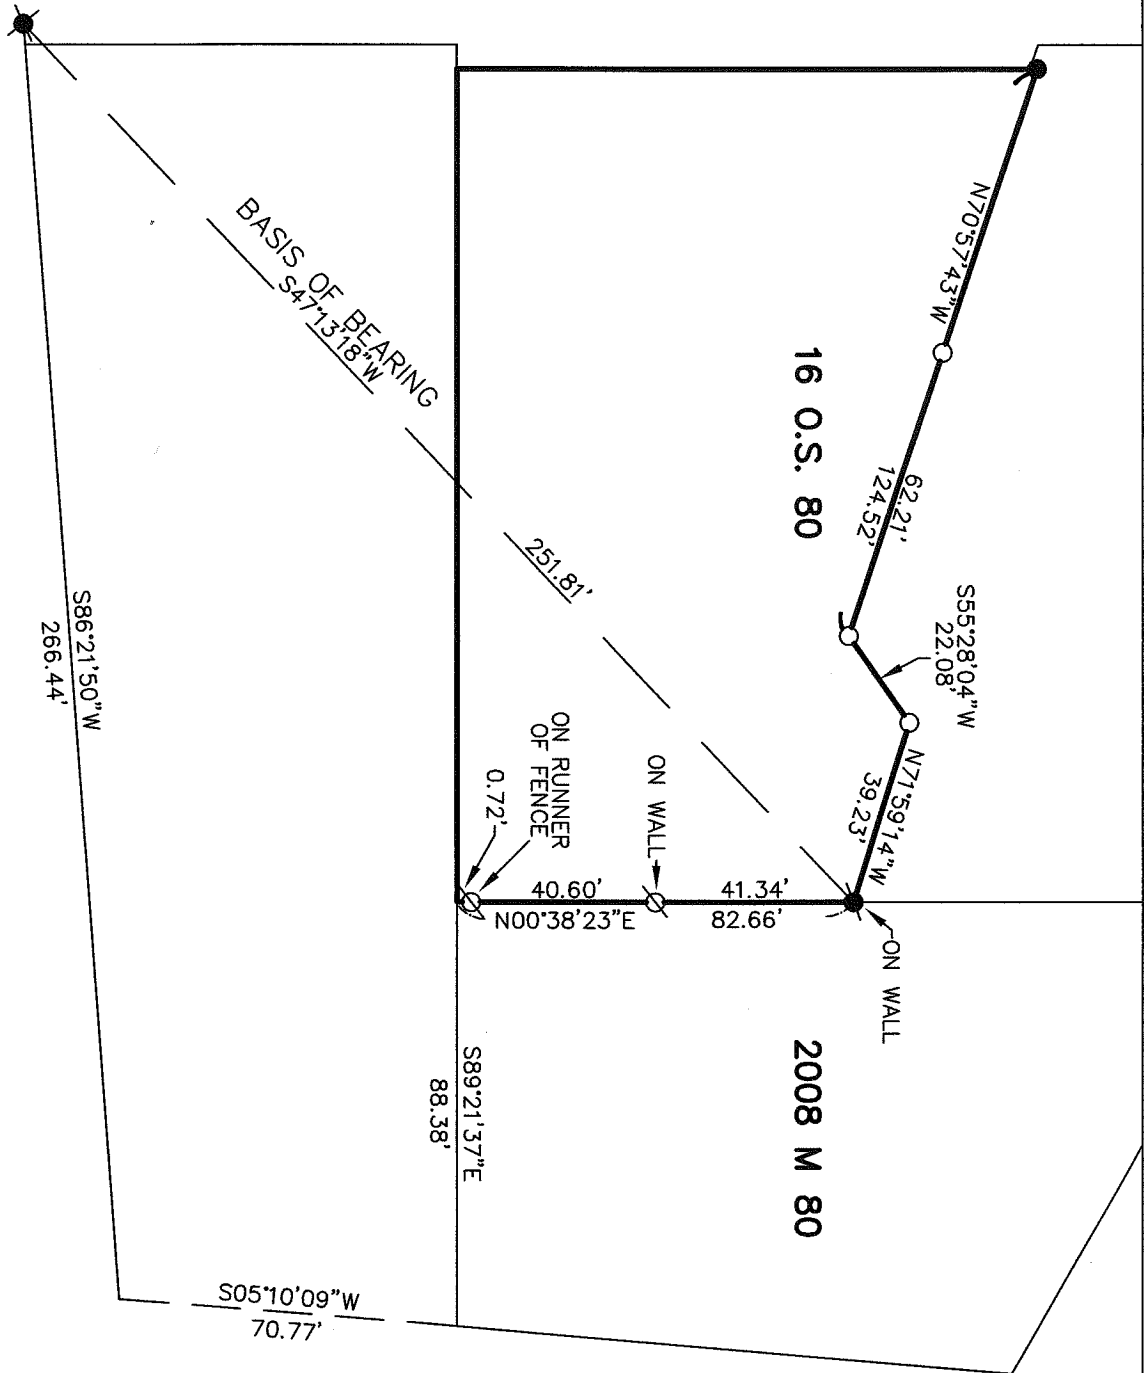 N70°57'43"W
16 O.S. 80
62.21'
124.52'
S55°28'04"W
22.08'
N71°59'14"W
39.23'
BASIS OF BEARING
S47°13'18"W
251.81'
ON WALL
ON RUNNER
OF FENCE
0.72'
ON WALL
40.60'
N00°38'23"E
41.34'
82.66'
2008 M 80
S89°21'37"E
88.38'
S86°21'50"W
266.44'
S05°10'09"W
70.77'